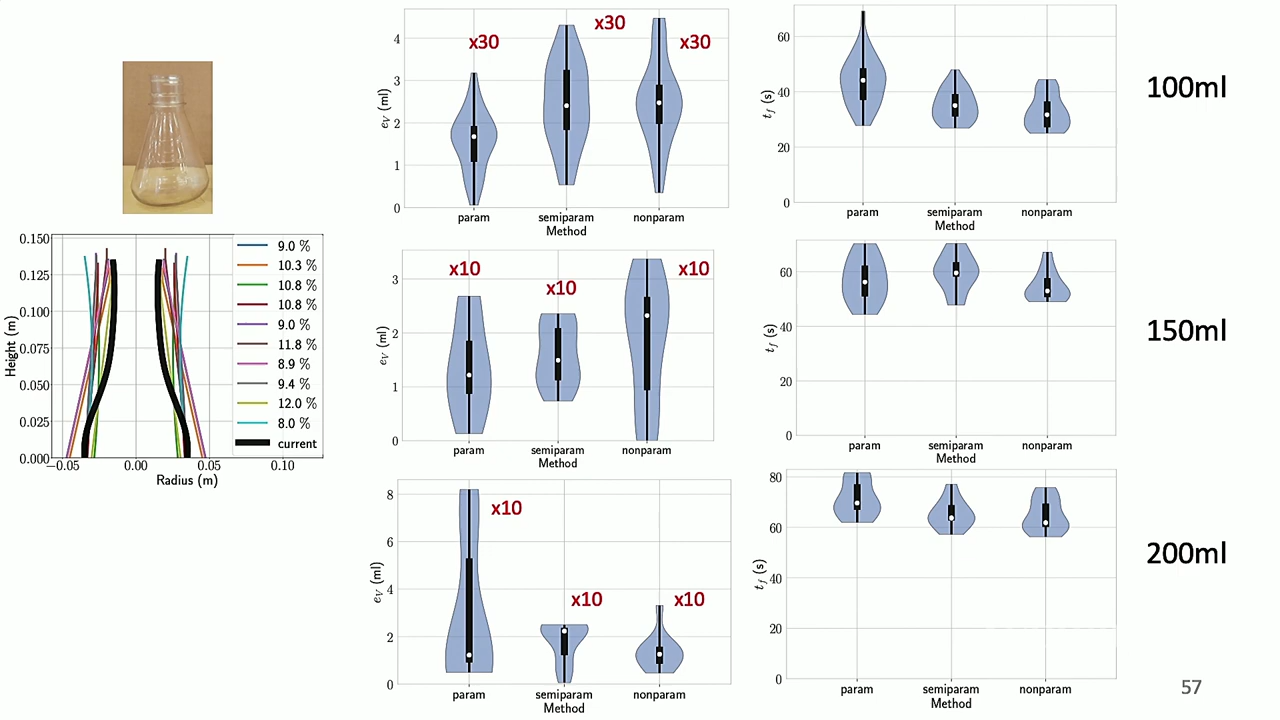 0.150
0.125
0.100
0.075
0.050
0.025
0.000
Height (m)
−0.05
0.00
0.05
0.10
Radius (m)
9.0 %
10.3 %
10.8 %
10.8 %
9.0 %
11.8 %
8.9 %
9.4 %
12.0 %
8.0 %
current
4
3
2
1
0
e_V (ml)
x30
x30
x30
param
semiparam
nonparam
Method
60
40
20
0
t_f (s)
param
semiparam
nonparam
Method
100ml
3
2
1
0
e_V (ml)
x10
x10
x10
param
semiparam
nonparam
Method
60
40
20
0
t_f (s)
param
semiparam
nonparam
Method
150ml
8
6
4
2
0
e_V (ml)
x10
x10
x10
param
semiparam
nonparam
Method
80
60
40
20
0
t_f (s)
param
semiparam
nonparam
Method
200ml
57